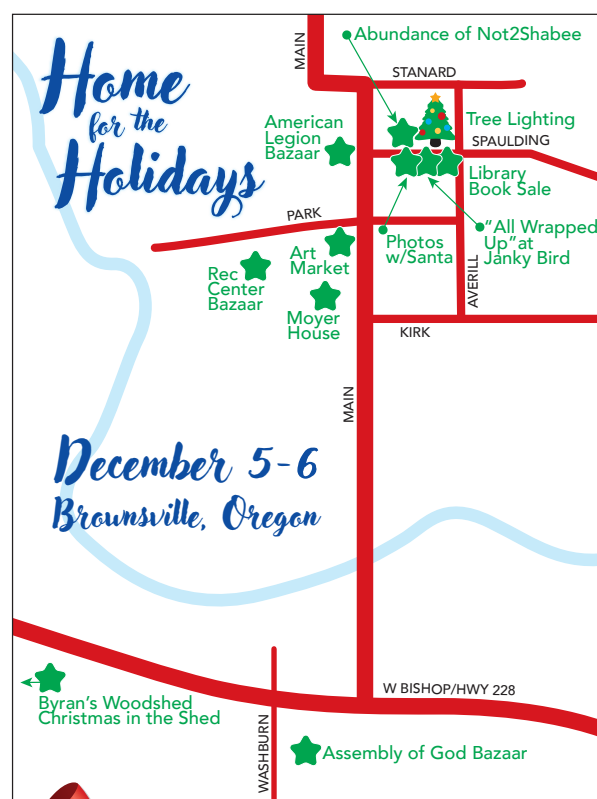 Home
for the
Holidays
MAIN
Abundance of Not2Shabee
STANARD
American
Legion
Bazaar
Tree Lighting
SPAULDING
Library
Book Sale
PARK
Photos
w/Santa
"All Wrapped
Up"at
Janky Bird
AVERILL
Art
Market
Rec
Center
Bazaar
Moyer
House
KIRK
MAIN
December 5-6
Brownsville, Oregon
W BISHOP/HWY 228
Byran's Woodshed
Christmas in the Shed
WASHBURN
Assembly of God Bazaar